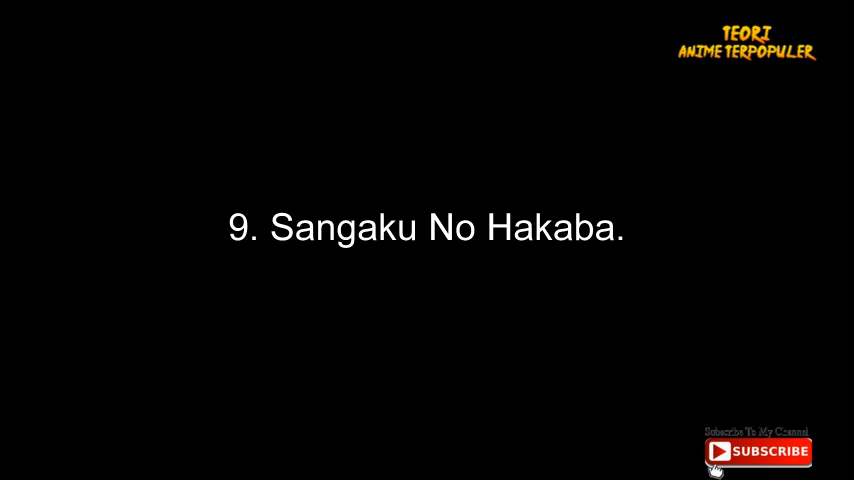 TEORI
ANIME TERPOPULER
9. Sangaku No Hakaba.
Subscribe To My Channel
SUBSCRIBE